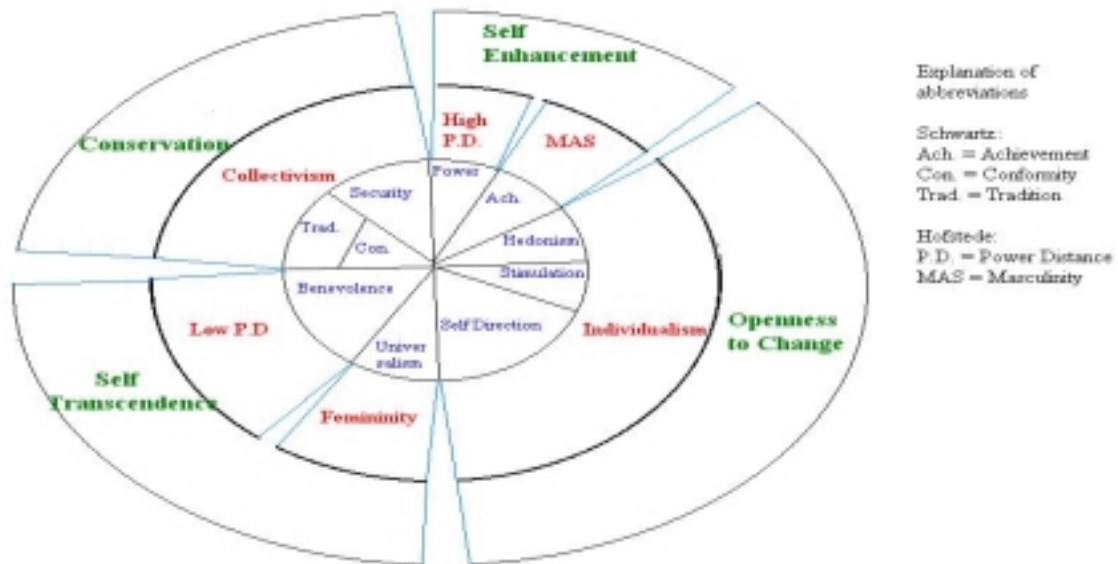 Self
Enhancement
Conservation
High
P.D.
MAS
Collectivism
Power
Security
Ach.
Trad.
Con.
Hedonism
Stimulation
Benevolence
Self Direction
Low P.D
Univer
salism
Individualism
Openness
to Change
Self
Transcendence
Femininity
Explanation of
abbreviations
Schwartz:
Ach. = Achievement
Con. = Conformity
Trad. = Tradition
Hofstede:
P.D. = Power Distance
MAS = Masculinity